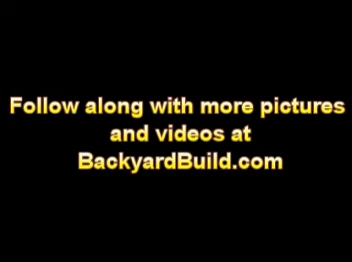 Follow along with more pictures
and videos at
BackyardBuild.com